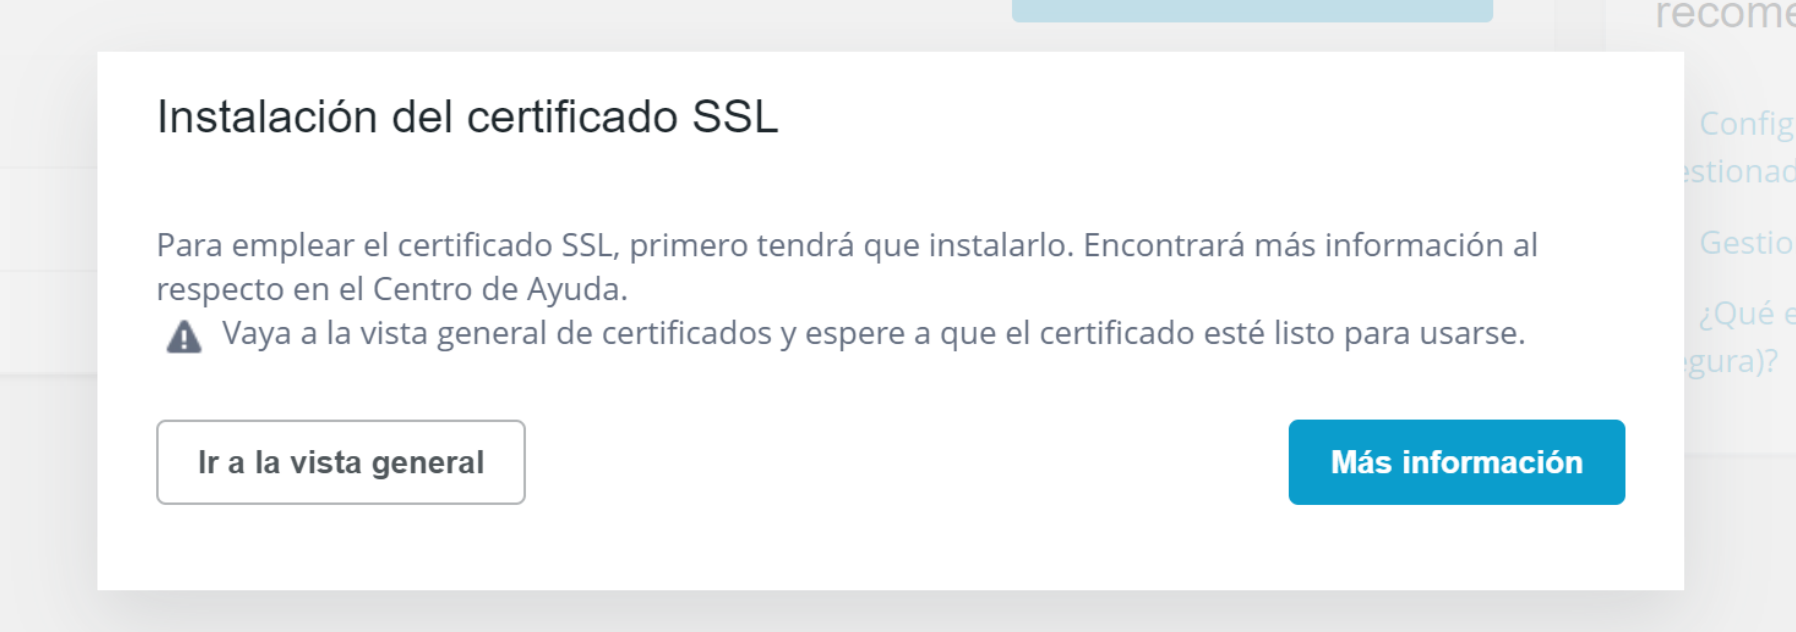 recome
Instalación del certificado SSL
Config
estionad
Para emplear el certificado SSL, primero tendrá que instalarlo. Encontrará más información al
respecto en el Centro de Ayuda.
Gestio
Vaya a la vista general de certificados y espere a que el certificado esté listo para usarse.
¿Qué e
egura)?
Ir a la vista general
Más información